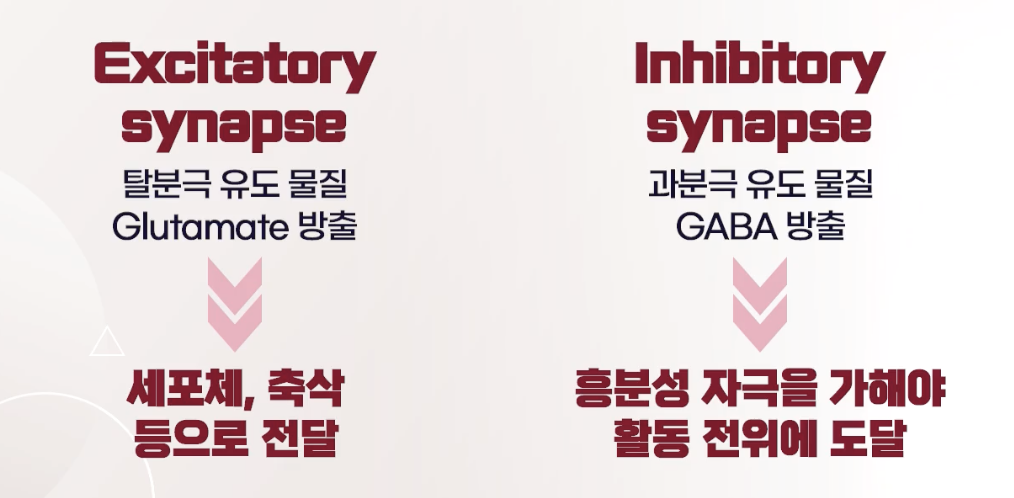 Excitatory
synapse
탈분극 유도 물질
Glutamate 방출
세포체, 축삭
등으로 전달
Inhibitory
synapse
과분극 유도 물질
GABA 방출
흥분성 자극을 가해야
활동 전위에 도달